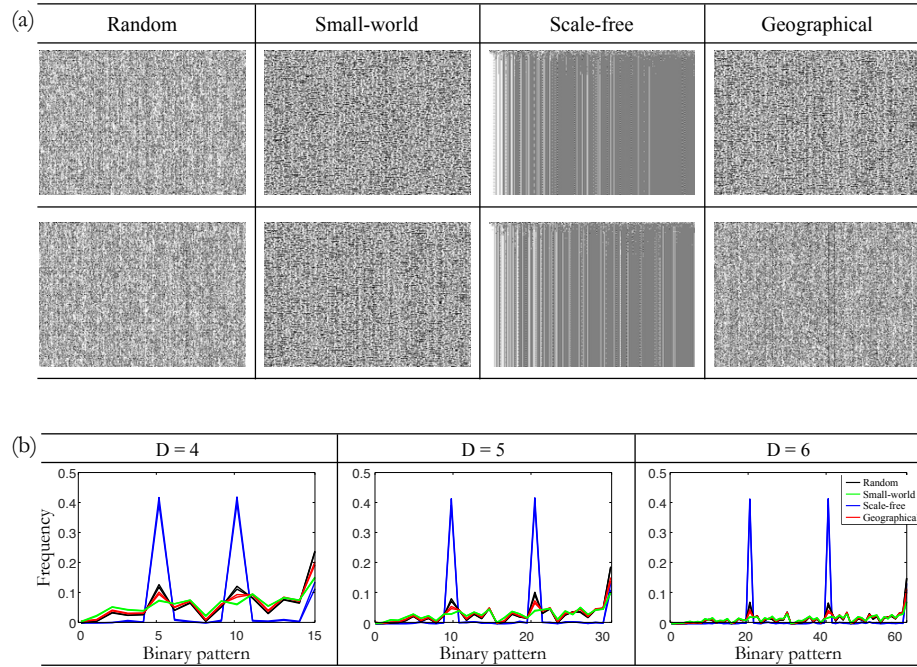 (a)
Random Small-world Scale-free Geographical
(b)
D = 4 D = 5 D = 6
Frequency
0.5
0.4
0.3
0.2
0.1
0
0 5 10 15
Binary pattern
0.5
0.4
0.3
0.2
0.1
0
0 10 20 30
Binary pattern
0.5
0.4
0.3
0.2
0.1
0
0 20 40 60
Binary pattern
Random
Small-world
Scale-free
Geographical